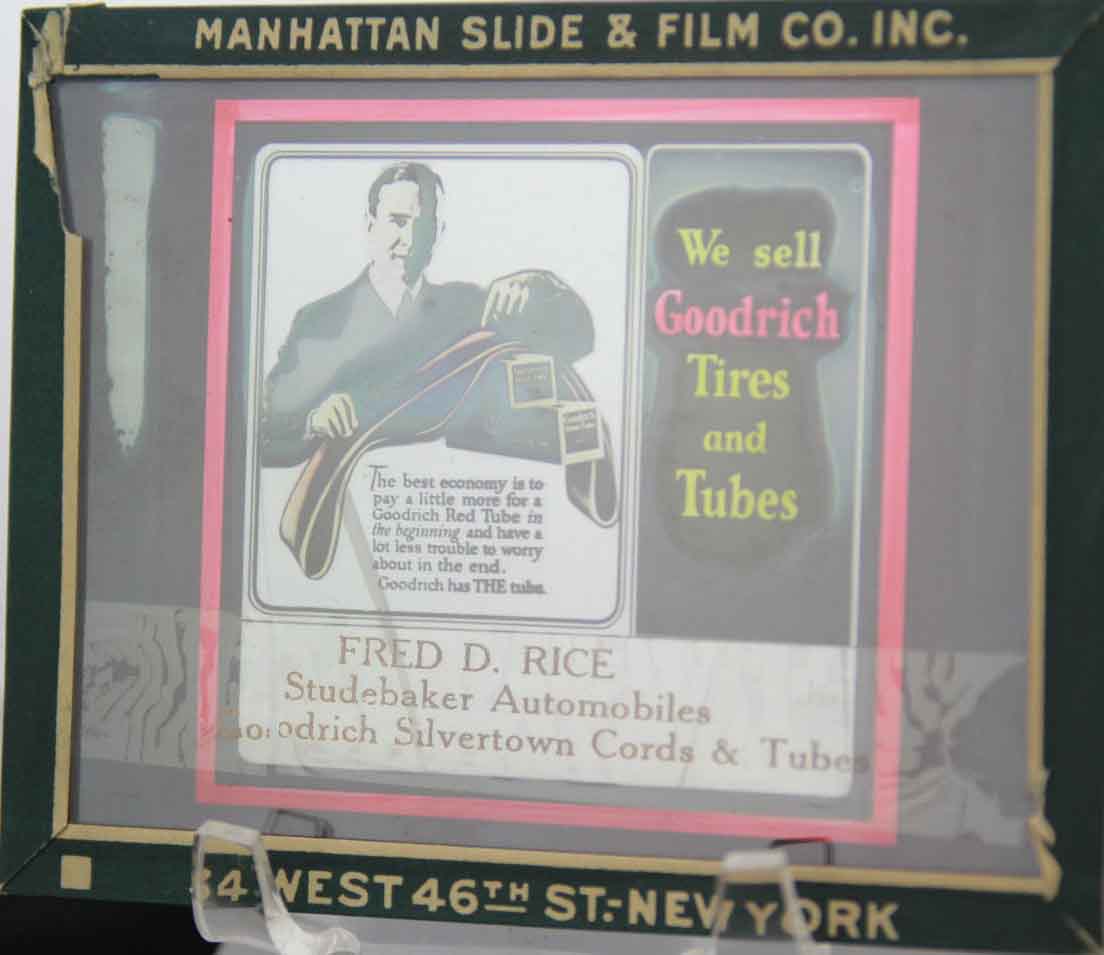 MANHATTAN SLIDE & FILM CO. INC.
The best economy is to
pay a little more for a
Goodrich Red Tube in
the beginning and have a
lot less trouble to worry
about in the end.
Goodrich has THE tube.
We sell
Goodrich
Tires
and
Tubes
FRED D. RICE
Studebaker Automobiles
Goodrich Silvertown Cords & Tubes
WEST 46TH ST.-NEW YORK